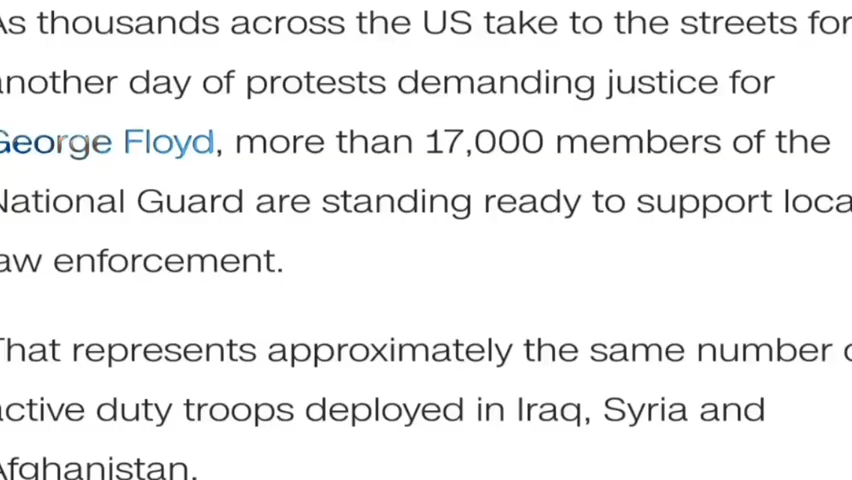 As thousands across the US take to the streets for
another day of protests demanding justice for
George Floyd, more than 17,000 members of the
National Guard are standing ready to support local
law enforcement.
That represents approximately the same number of
active duty troops deployed in Iraq, Syria and
Afghanistan.